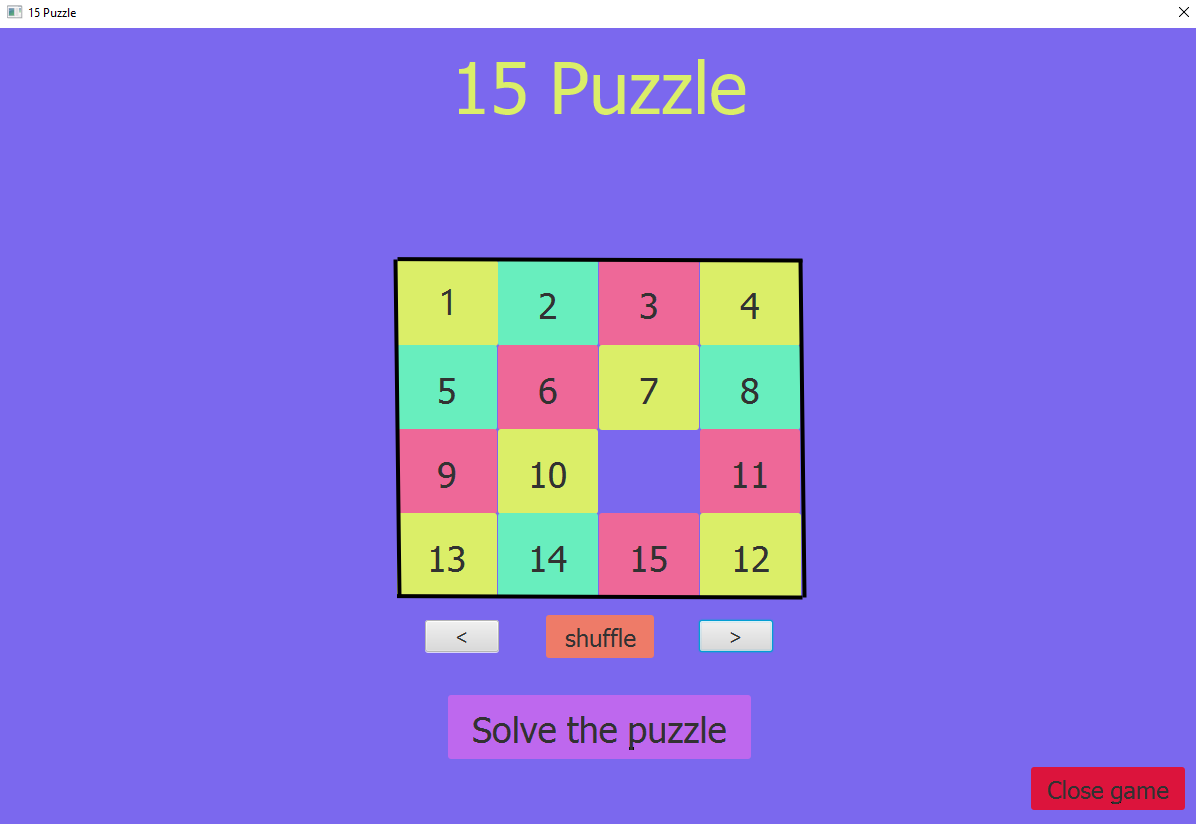 15 Puzzle
15 Puzzle
1 2 3 4
5 6 7 8
9 10 11
13 14 15 12
< shuffle >
Solve the puzzle
Close game